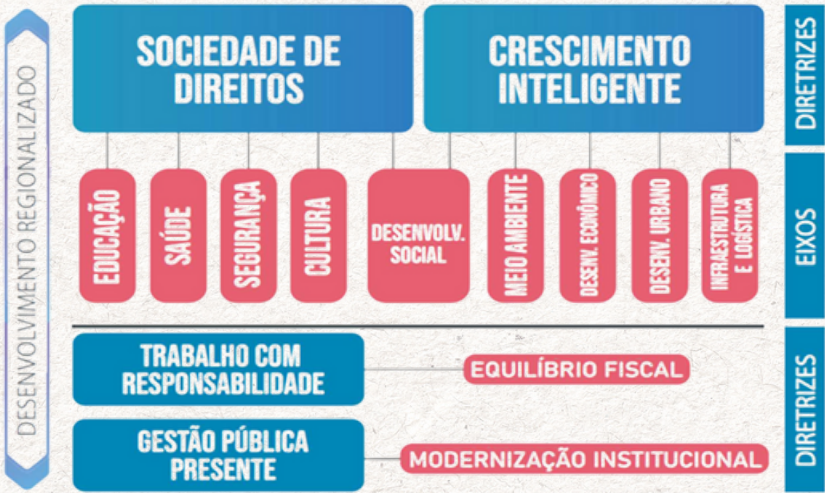 DESENVOLVIMENTO REGIONALIZADO
SOCIEDADE DE
DIREITOS
CRESCIMENTO
INTELIGENTE
DIRETRIZES
EDUCAÇÃO
SAÚDE
SEGURANÇA
CULTURA
DESENVOLV.
SOCIAL
MEIO AMBIENTE
DESENV. ECONÔMICO
DESENV. URBANO
INFRAESTRUTURA
E LOGÍSTICA
EIXOS
TRABALHO COM
RESPONSABILIDADE
EQUILÍBRIO FISCAL
GESTÃO PÚBLICA
PRESENTE
MODERNIZAÇÃO INSTITUCIONAL
DIRETRIZES